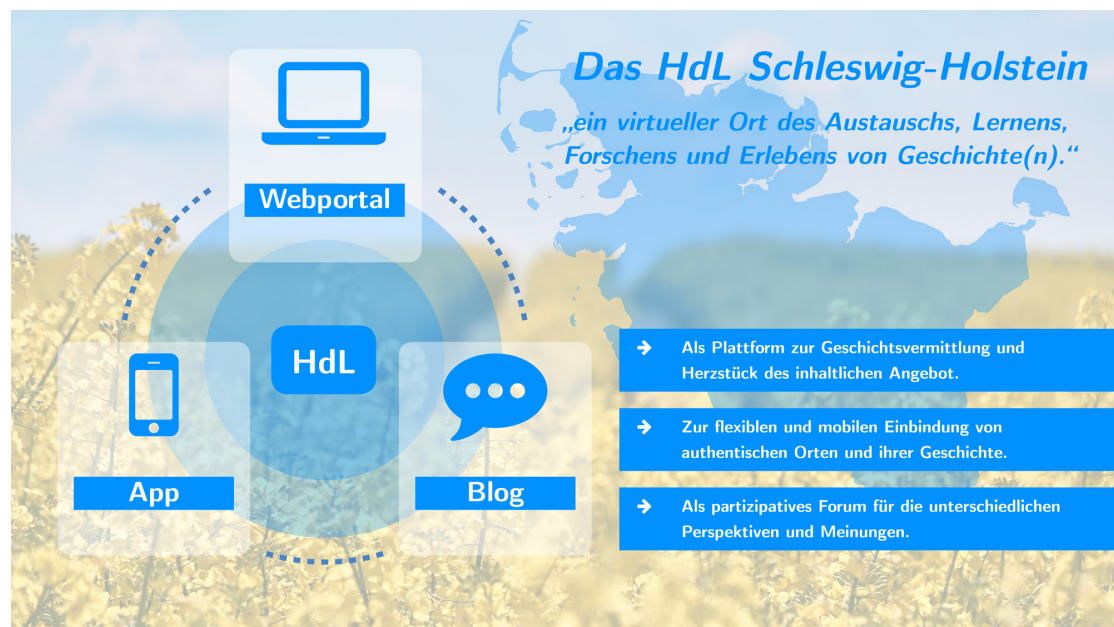 Das HdL Schleswig-Holstein
„ein virtueller Ort des Austauschs, Lernens,
Forschens und Erlebens von Geschichte(n).“
Webportal
HdL
App
Blog
Als Plattform zur Geschichtsvermittlung und
Herzstück des inhaltlichen Angebot.
Zur flexiblen und mobilen Einbindung von
authentischen Orten und ihrer Geschichte.
Als partizipatives Forum für die unterschiedlichen
Perspektiven und Meinungen.